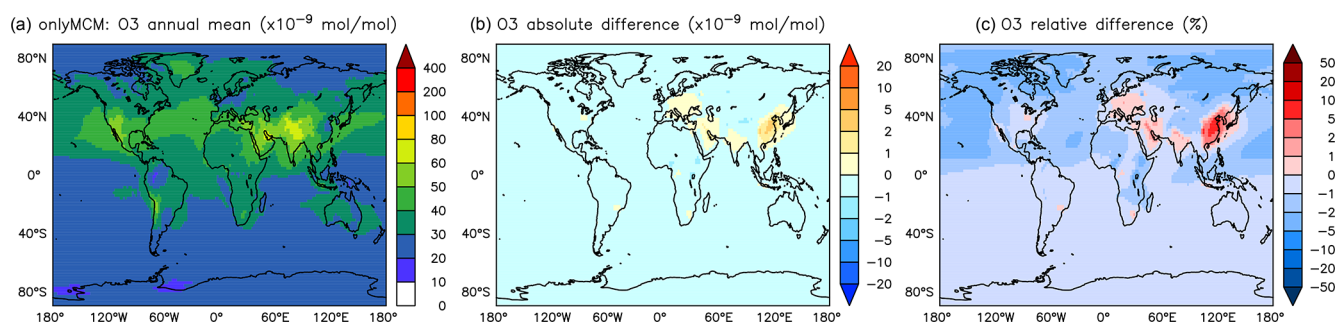 (a) onlyMCM: O3 annual mean (x10⁻⁹ mol/mol)
80°N
40°N
0°
40°S
80°S
180°
120°W
60°W
0°
60°E
120°E
180°
400
200
100
80
60
50
40
30
20
10
0
(b) O3 absolute difference (x10⁻⁹ mol/mol)
80°N
40°N
0°
40°S
80°S
180°
120°W
60°W
0°
60°E
120°E
180°
20
10
5
2
1
0
−1
−2
−5
−10
−20
(c) O3 relative difference (%)
80°N
40°N
0°
40°S
80°S
180°
120°W
60°W
0°
60°E
120°E
180°
50
20
10
5
2
1
0
−1
−2
−5
−10
−20
−50